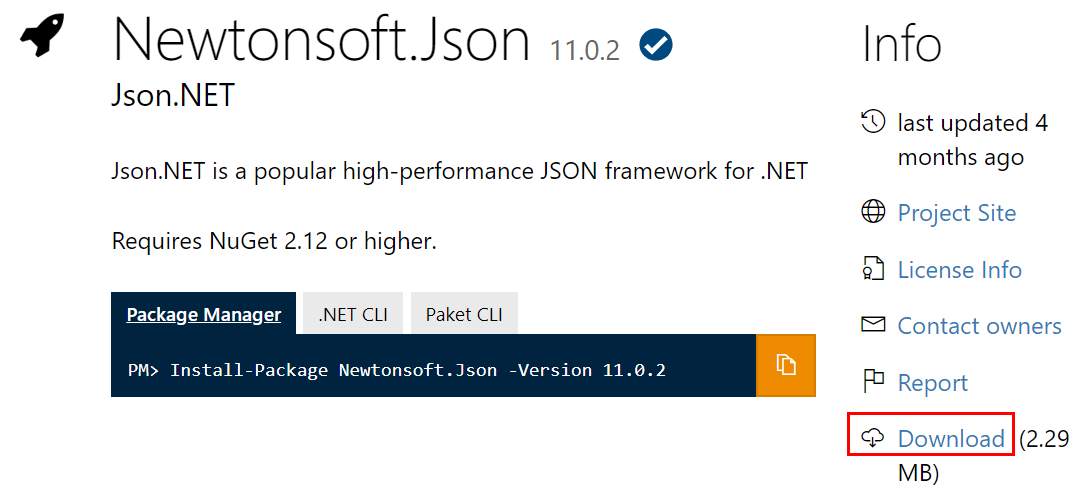 Newtonsoft.Json 11.0.2
Json.NET
Json.NET is a popular high-performance JSON framework for .NET
Requires NuGet 2.12 or higher.
Package Manager .NET CLI Paket CLI
PM> Install-Package Newtonsoft.Json -Version 11.0.2
Info
last updated 4
months ago
Project Site
License Info
Contact owners
Report
Download (2.29
MB)